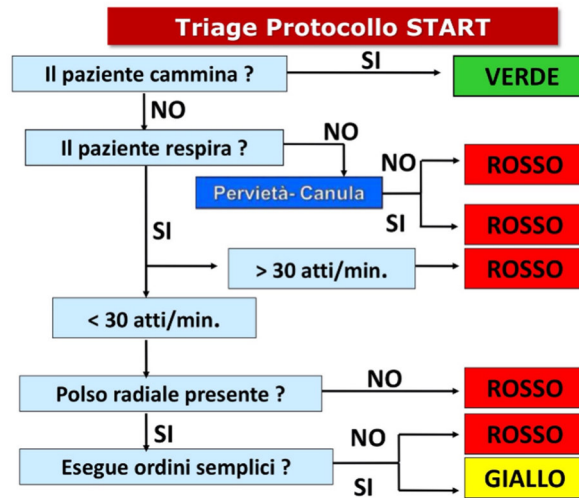 Triage Protocollo START
Il paziente cammina ?
SI
VERDE
NO
Il paziente respira ?
NO
Pervietà- Canula
NO
ROSSO
SI
ROSSO
SI
> 30 atti/min.
ROSSO
< 30 atti/min.
Polso radiale presente ?
NO
ROSSO
SI
Esegue ordini semplici ?
NO
ROSSO
SI
GIALLO